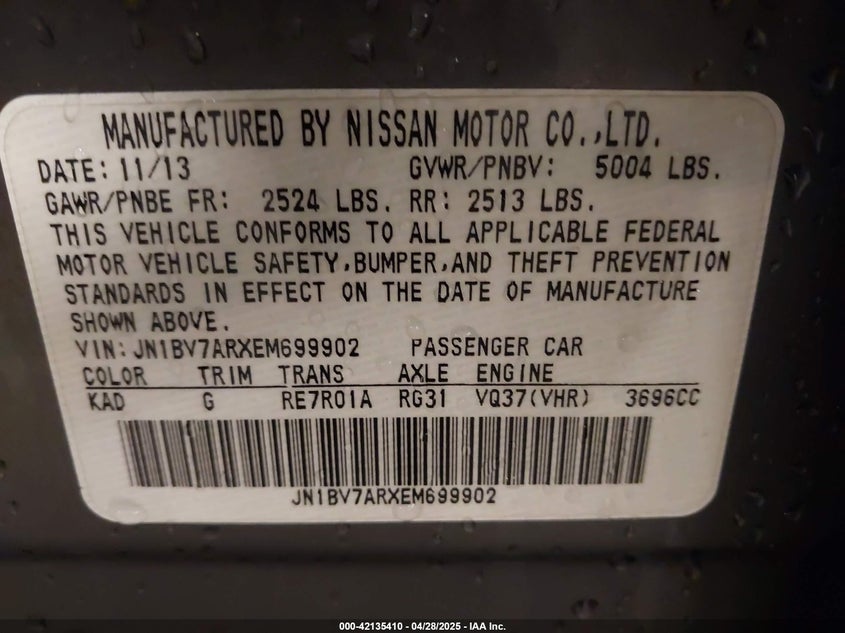 MANUFACTURED BY NISSAN MOTOR CO.,LTD.
DATE: 11/13 GVWR/PNBV: 5004 LBS.
GAWR/PNBE FR: 2524 LBS. RR: 2513 LBS.
THIS VEHICLE CONFORMS TO ALL APPLICABLE FEDERAL
MOTOR VEHICLE SAFETY,BUMPER,AND THEFT PREVENTION
STANDARDS IN EFFECT ON THE DATE OF MANUFACTURE
SHOWN ABOVE.
VIN: JN1BV7ARXEM699902 PASSENGER CAR
COLOR TRIM TRANS AXLE ENGINE
KAD G RE7R01A RG31 VQ37(VHR) 3696CC
JN1BV7ARXEM699902
000-42135410 - 04/28/2025 - IAA Inc.